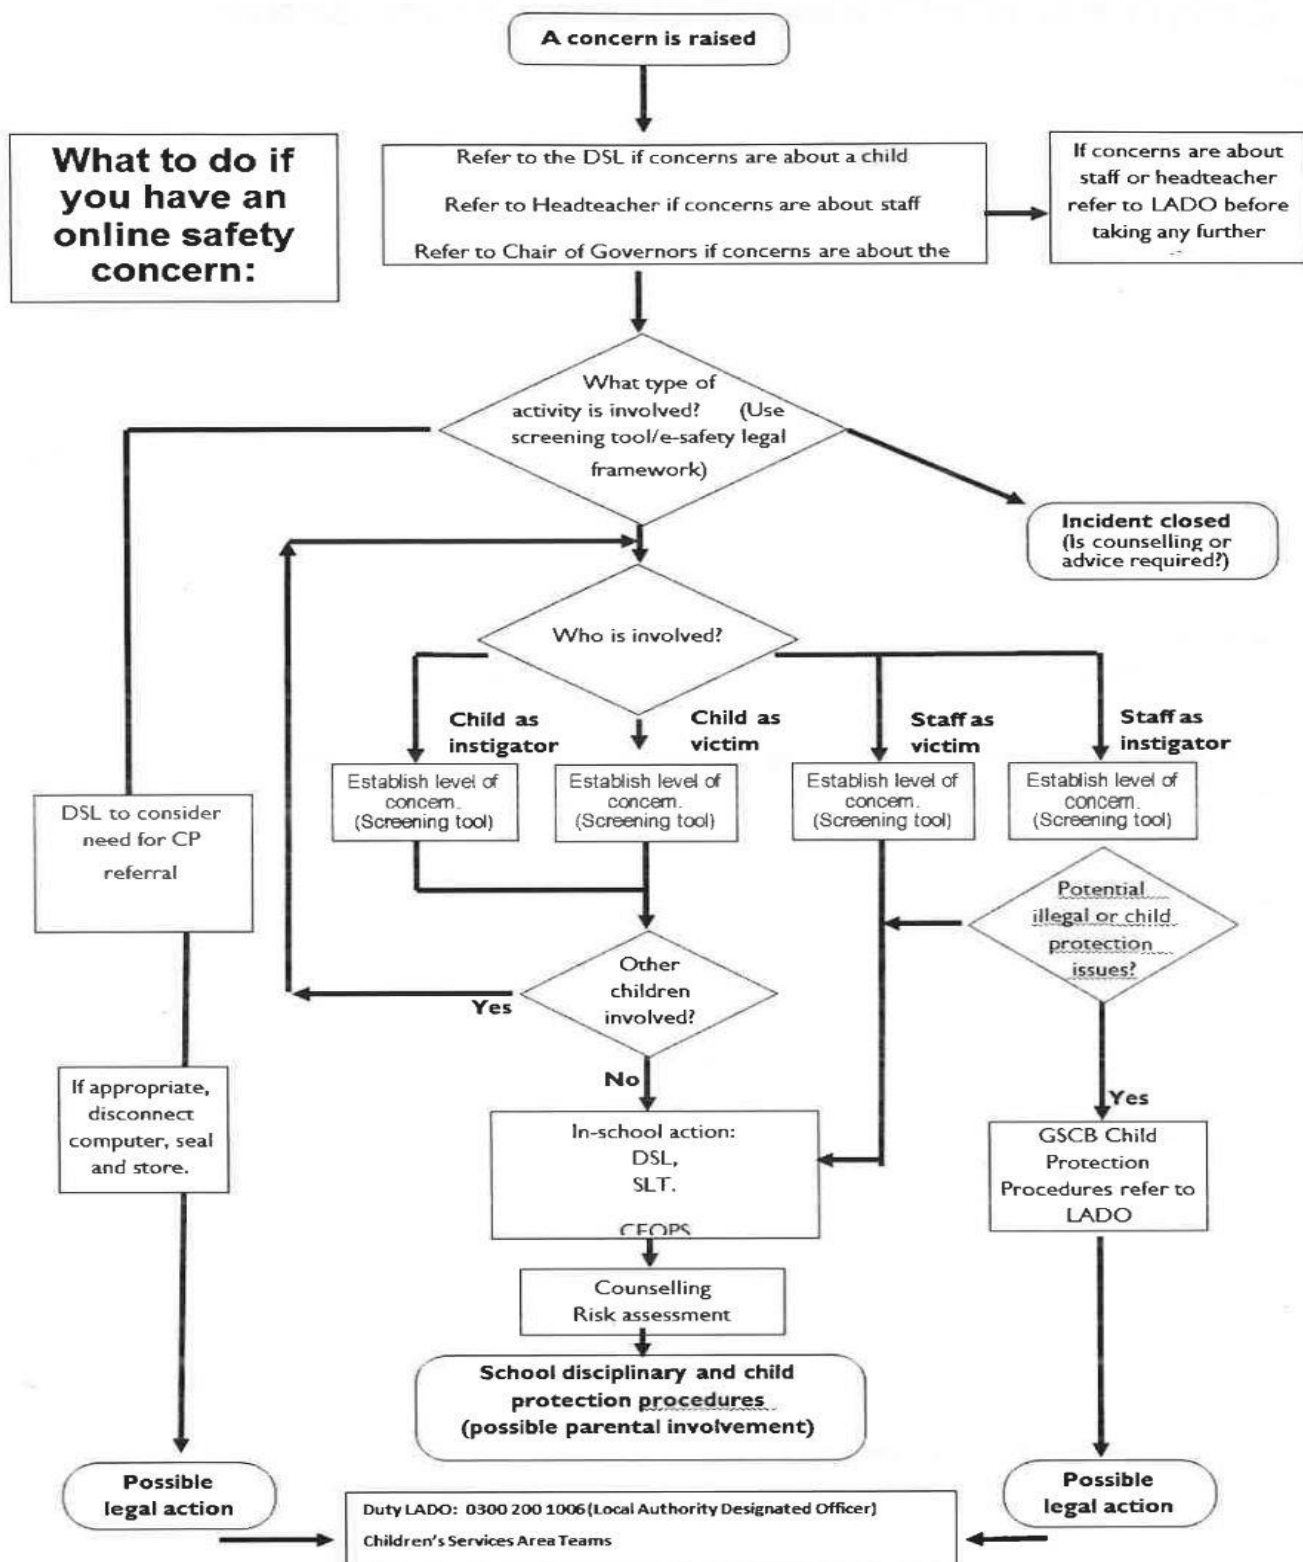 A concern is raised
What to do if
you have an
online safety
concern:
Refer to the DSL if concerns are about a child
Refer to Headteacher if concerns are about staff
Refer to Chair of Governors if concerns are about the
If concerns are about
staff or headteacher
refer to LADO before
taking any further
What type of
activity is involved? (Use
screening tool/e-safety legal
framework)
Incident closed
(Is counselling or
advice required?)
Who is involved?
Child as
instigator
Child as
victim
Staff as
victim
Staff as
instigator
Establish level of
concern.
(Screening tool)
Establish level of
concern.
(Screening tool)
Establish level of
concern.
(Screening tool)
Establish level of
concern.
(Screening tool)
DSL to consider
need for CP
referral
Potential
illegal or child
protection
issues?
Other
children
involved?
Yes
No
Yes
If appropriate,
disconnect
computer, seal
and store.
In-school action:
DSL,
SLT.
CEOPS
GSCB Child
Protection
Procedures refer to
LADO
Counselling
Risk assessment
School disciplinary and child
protection procedures
(possible parental involvement)
Possible
legal action
Possible
legal action
Duty LADO: 0300 200 1006 (Local Authority Designated Officer)
Children's Services Area Teams